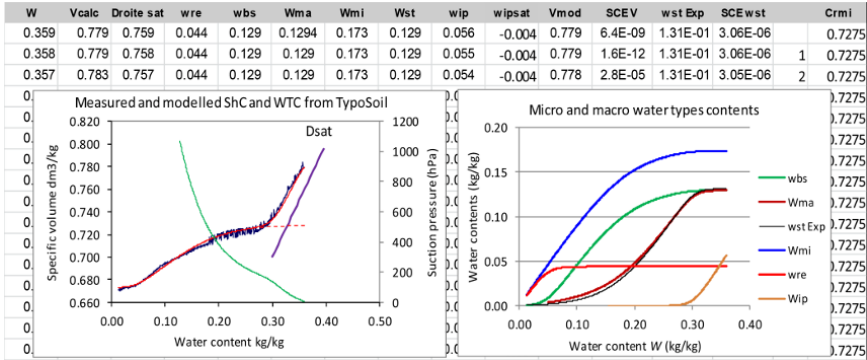 W Vcalc Droite sat wre wbs Wma Wmi Wst wip wipsat Vmod SCE V wst Exp SCE wst Crmi
0.359 0.779 0.759 0.044 0.129 0.1294 0.173 0.129 0.056 -0.004 0.779 6.4E-09 1.31E-01 3.06E-06 0.7275
0.358 0.779 0.758 0.044 0.129 0.129 0.173 0.129 0.055 -0.004 0.779 1.6E-12 1.31E-01 3.06E-06 1 0.7275
0.357 0.783 0.757 0.044 0.129 0.129 0.173 0.129 0.054 -0.004 0.778 2.8E-05 1.31E-01 3.05E-06 2 0.7275
Measured and modelled ShC and WTC from TypoSoil
Dsat
Specific volume dm3/kg
0.820
0.800
0.780
0.760
0.740
0.720
0.700
0.680
0.660
1200
1000
800
600
400
200
0
Suction pressure (hPa)
0.00 0.10 0.20 0.30 0.40 0.50
Water content kg/kg
Micro and macro water types contents
Water contents (kg/kg)
0.20
0.15
0.10
0.05
0.00
0.00 0.10 0.20 0.30 0.40
Water content W (kg/kg)
wbs
Wma
wst Exp
Wmi
wre
Wip